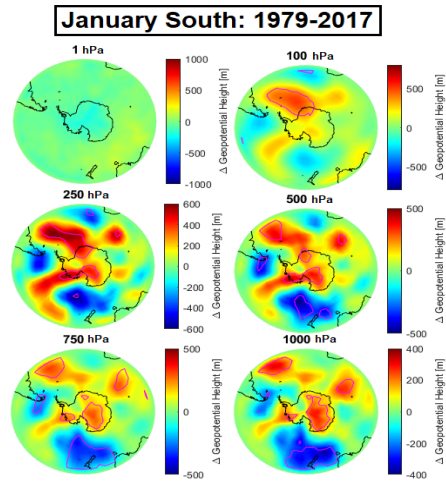 January South: 1979-2017
1 hPa
1000
500
0
-500
-1000
Δ Geopotential Height [m]
100 hPa
500
0
-500
Δ Geopotential Height [m]
250 hPa
600
400
200
0
-200
-400
-600
Δ Geopotential Height [m]
500 hPa
500
0
-500
Δ Geopotential Height [m]
750 hPa
500
0
-500
Δ Geopotential Height [m]
1000 hPa
400
200
0
-200
-400
Δ Geopotential Height [m]